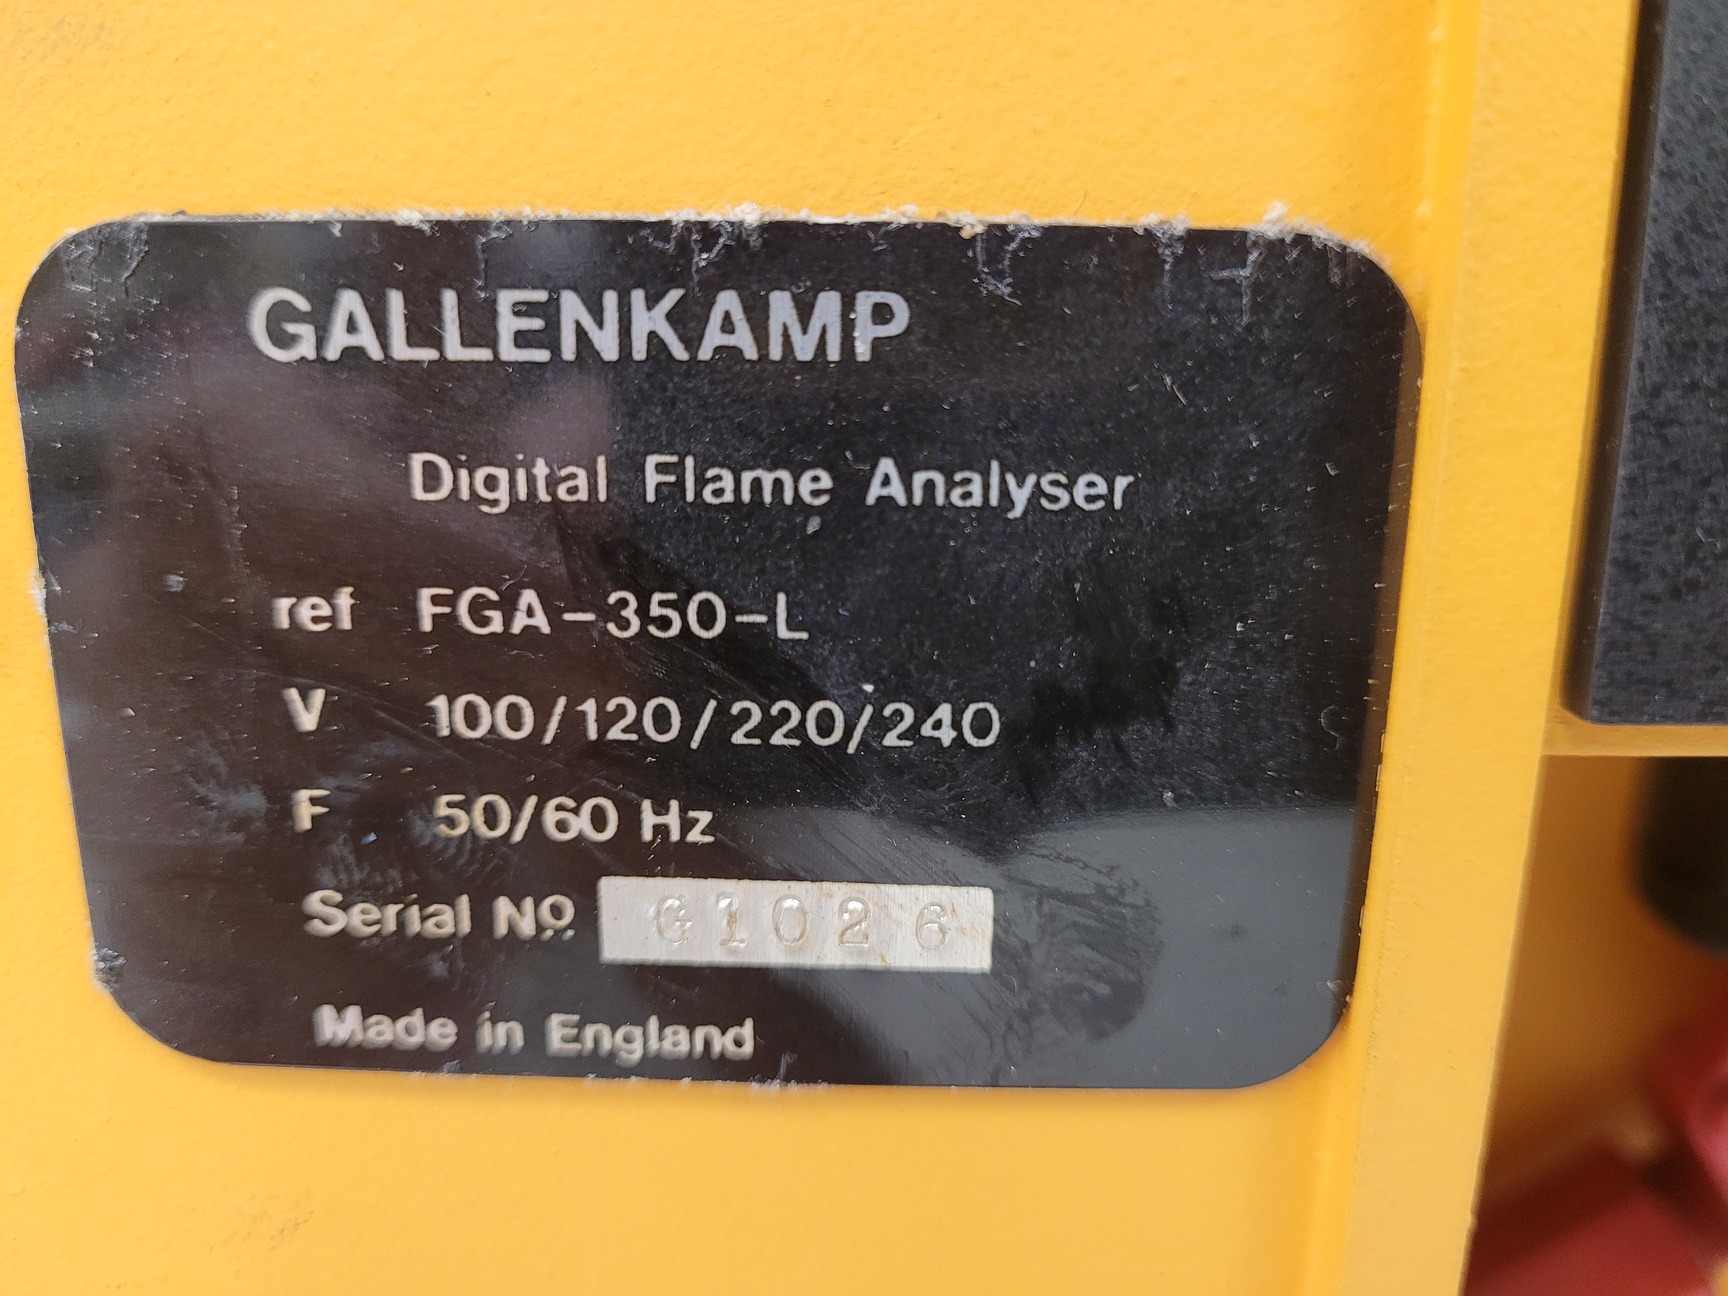 GALLENKAMP
Digital Flame Analyser
ref FGA-350-L
V 100/120/220/240
F 50/60 Hz
Serial Nº G1026
Made in England